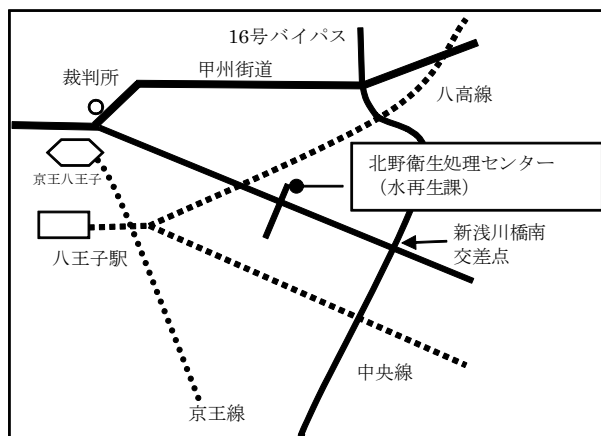 16号バイパス
甲州街道
裁判所
八高線
京王八王子
北野衛生処理センター
（水再生課）
八王子駅
新浅川橋南
交差点
中央線
京王線